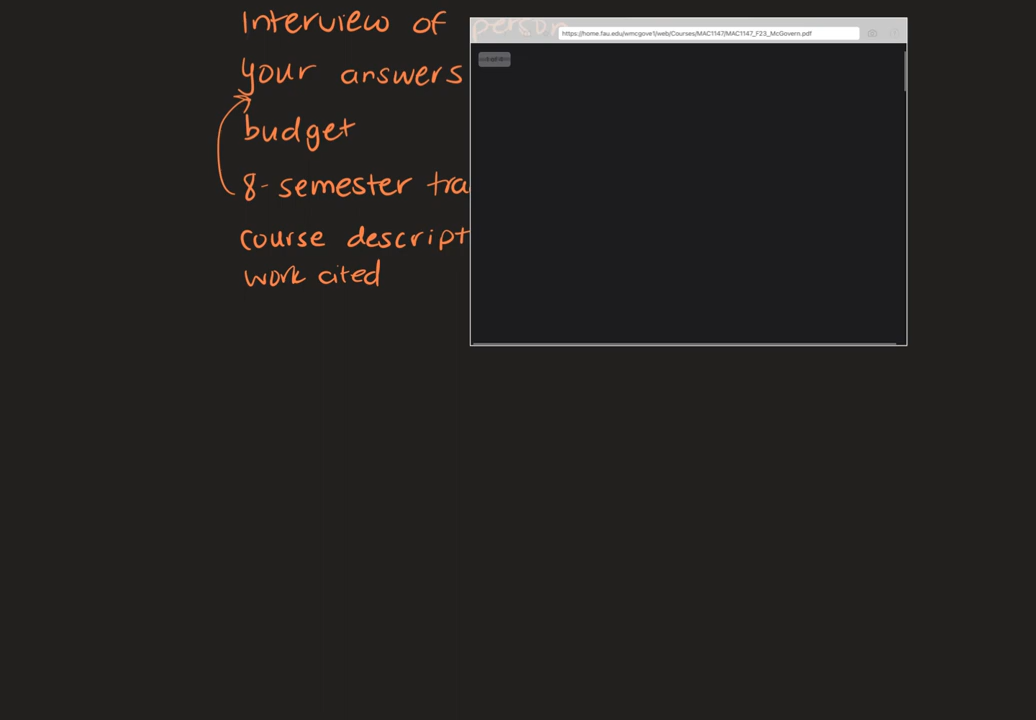 Interview of person
https://home.fau.edu/wmcgove1/web/Courses/MAC1147/MAC1147_F23_McGovern.pdf
your answers
budget
8-semester tra
course descript
work cited